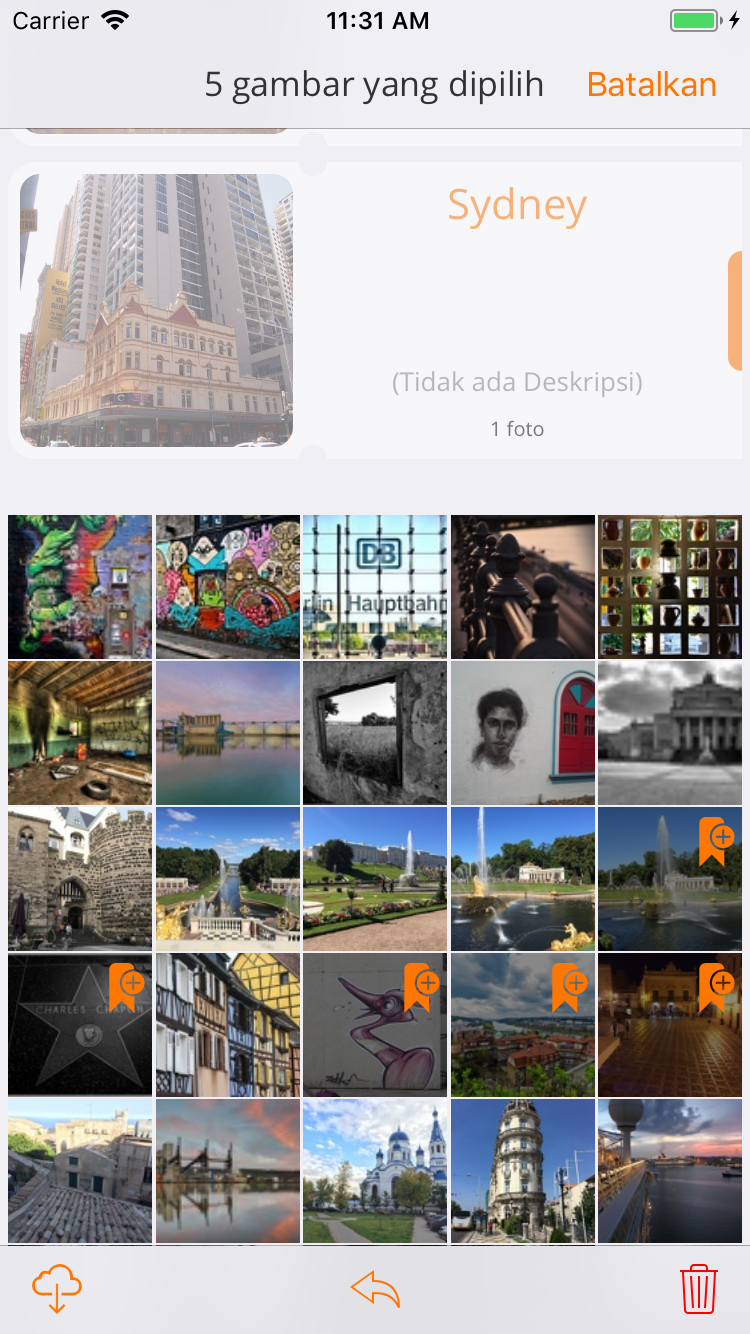 Carrier 11:31 AM
5 gambar yang dipilih Batalkan
Sydney
(Tidak ada Deskripsi)
1 foto
DB
rlin Hauptbahn
CHARLES CHAPLIN